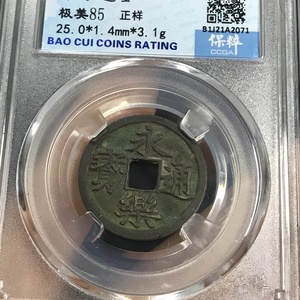 极美85 正样
25.0*1.4mm*3.1g
BAO CUI COINS RATING
B1J21A2071
保粹
CCGA
永樂通寳